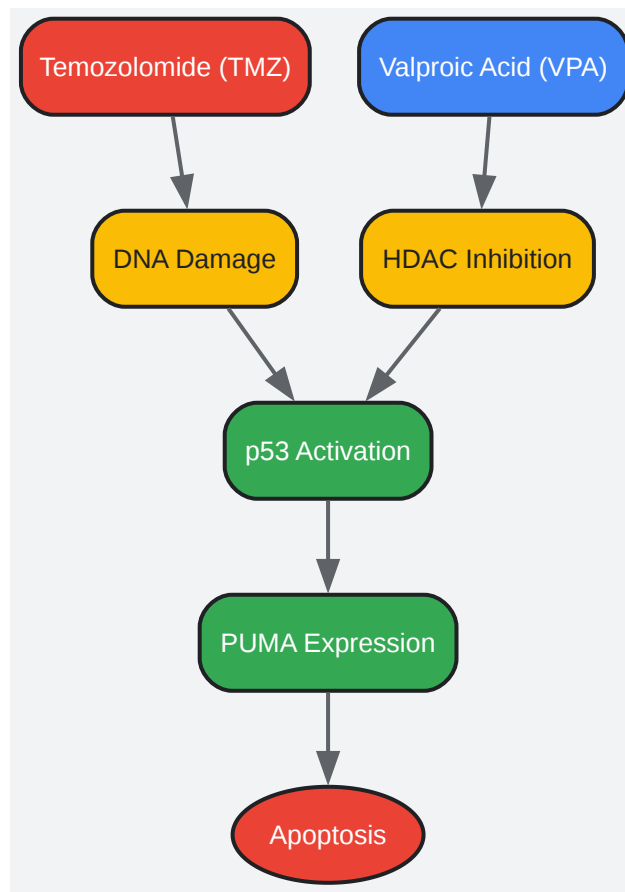 Temozolomide (TMZ)
Valproic Acid (VPA)
DNA Damage
HDAC Inhibition
p53 Activation
PUMA Expression
Apoptosis